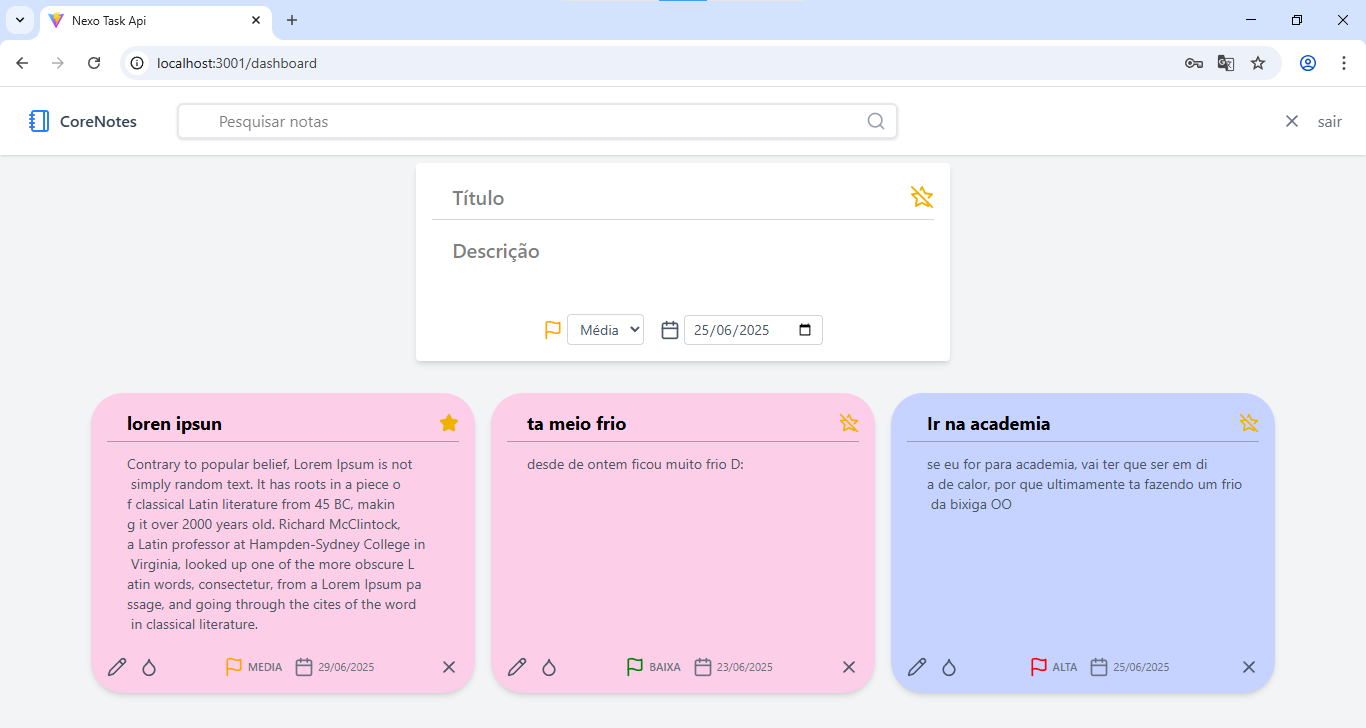 Nexo Task Api
localhost:3001/dashboard
CoreNotes
Pesquisar notas
sair
Título
Descrição
Média
25/06/2025
loren ipsun
Contrary to popular belief, Lorem Ipsum is not
simply random text. It has roots in a piece o
f classical Latin literature from 45 BC, makin
g it over 2000 years old. Richard McClintock,
a Latin professor at Hampden-Sydney College in
Virginia, looked up one of the more obscure L
atin words, consectetur, from a Lorem Ipsum pa
ssage, and going through the cites of the word
in classical literature.
MEDIA
29/06/2025
ta meio frio
desde de ontem ficou muito frio D:
BAIXA
23/06/2025
Ir na academia
se eu for para academia, vai ter que ser em di
a de calor, por que ultimamente ta fazendo um frio
da bixiga OO
ALTA
25/06/2025